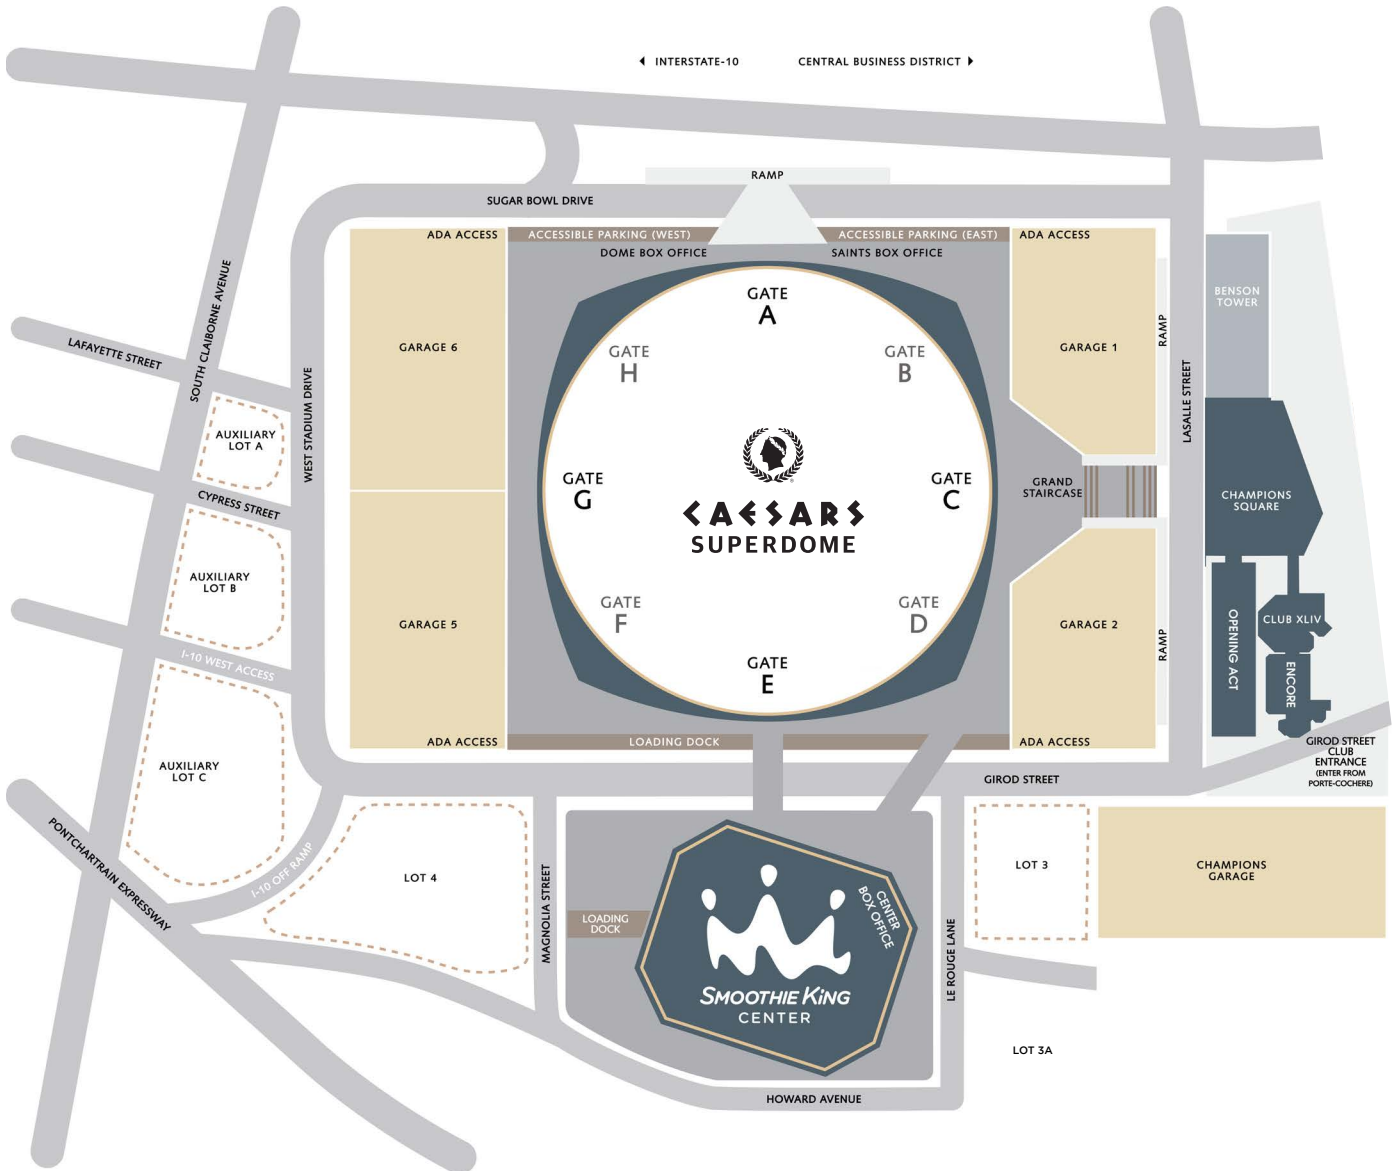 INTERSTATE-10
CENTRAL BUSINESS DISTRICT
RAMP
SUGAR BOWL DRIVE
ADA ACCESS
ACCESSIBLE PARKING (WEST)
ACCESSIBLE PARKING (EAST)
ADA ACCESS
DOME BOX OFFICE
SAINTS BOX OFFICE
GATE
A
GATE
H
GATE
B
GATE
G
GATE
C
GATE
F
GATE
D
GATE
E
CAESARS
SUPERDOME
GARAGE 6
GARAGE 1
GARAGE 5
GARAGE 2
RAMP
RAMP
GRAND
STAIRCASE
LASALLE STREET
BENSON
TOWER
CHAMPIONS
SQUARE
OPENING ACT
CLUB XLIV
ENCORE
GIROD STREET
CLUB
ENTRANCE
(ENTER FROM
PORTE-COCHERE)
SOUTH CLAIBORNE AVENUE
LAFAYETTE STREET
WEST STADIUM DRIVE
AUXILIARY
LOT A
CYPRESS STREET
AUXILIARY
LOT B
I-10 WEST ACCESS
AUXILIARY
LOT C
ADA ACCESS
LOADING DOCK
ADA ACCESS
GIROD STREET
PONTCHARTRAIN EXPRESSWAY
I-10 OFF RAMP
LOT 4
MAGNOLIA STREET
LOADING
DOCK
CENTER
BOX OFFICE
SMOOTHIE KING
CENTER
LE ROUGE LANE
LOT 3
CHAMPIONS
GARAGE
LOT 3A
HOWARD AVENUE